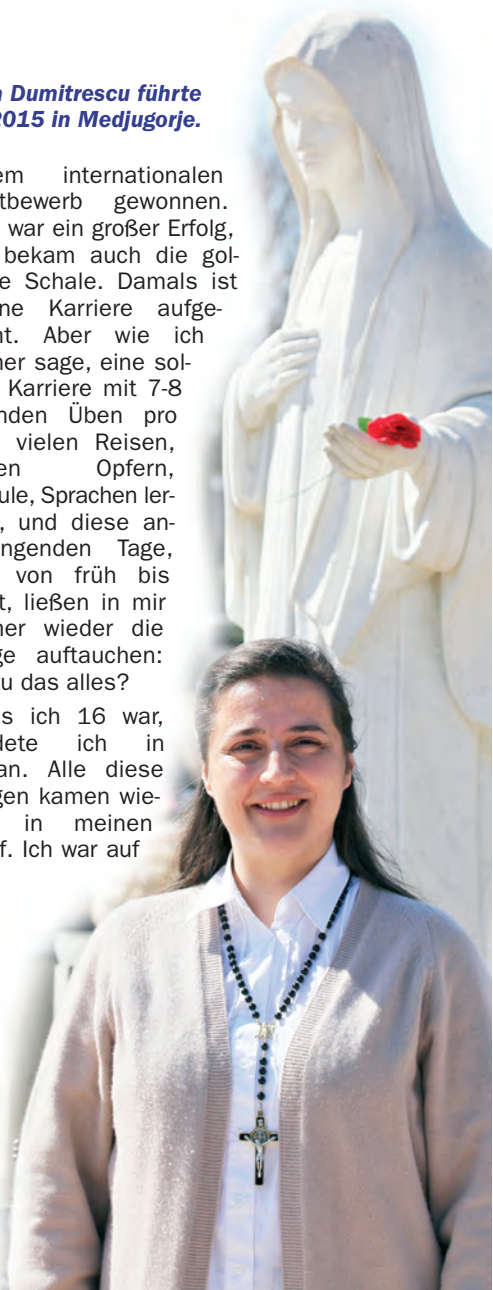 Dumitrescu führte
2015 in Medjugorje.
em internationalen
tbewerb gewonnen.
war ein großer Erfolg,
bekam auch die gol-
e Schale. Damals ist
ne Karriere aufge-
t. Aber wie ich
er sage, eine sol-
Karriere mit 7-8
nden Üben pro
vielen Reisen,
en Opfern,
ule, Sprachen ler-
, und diese an-
ngenden Tage,
von früh bis
t, ließen in mir
er wieder die
ge auftauchen:
u das alles?
s ich 16 war,
dete ich in
an. Alle diese
gen kamen wie-
in meinen
f. Ich war auf